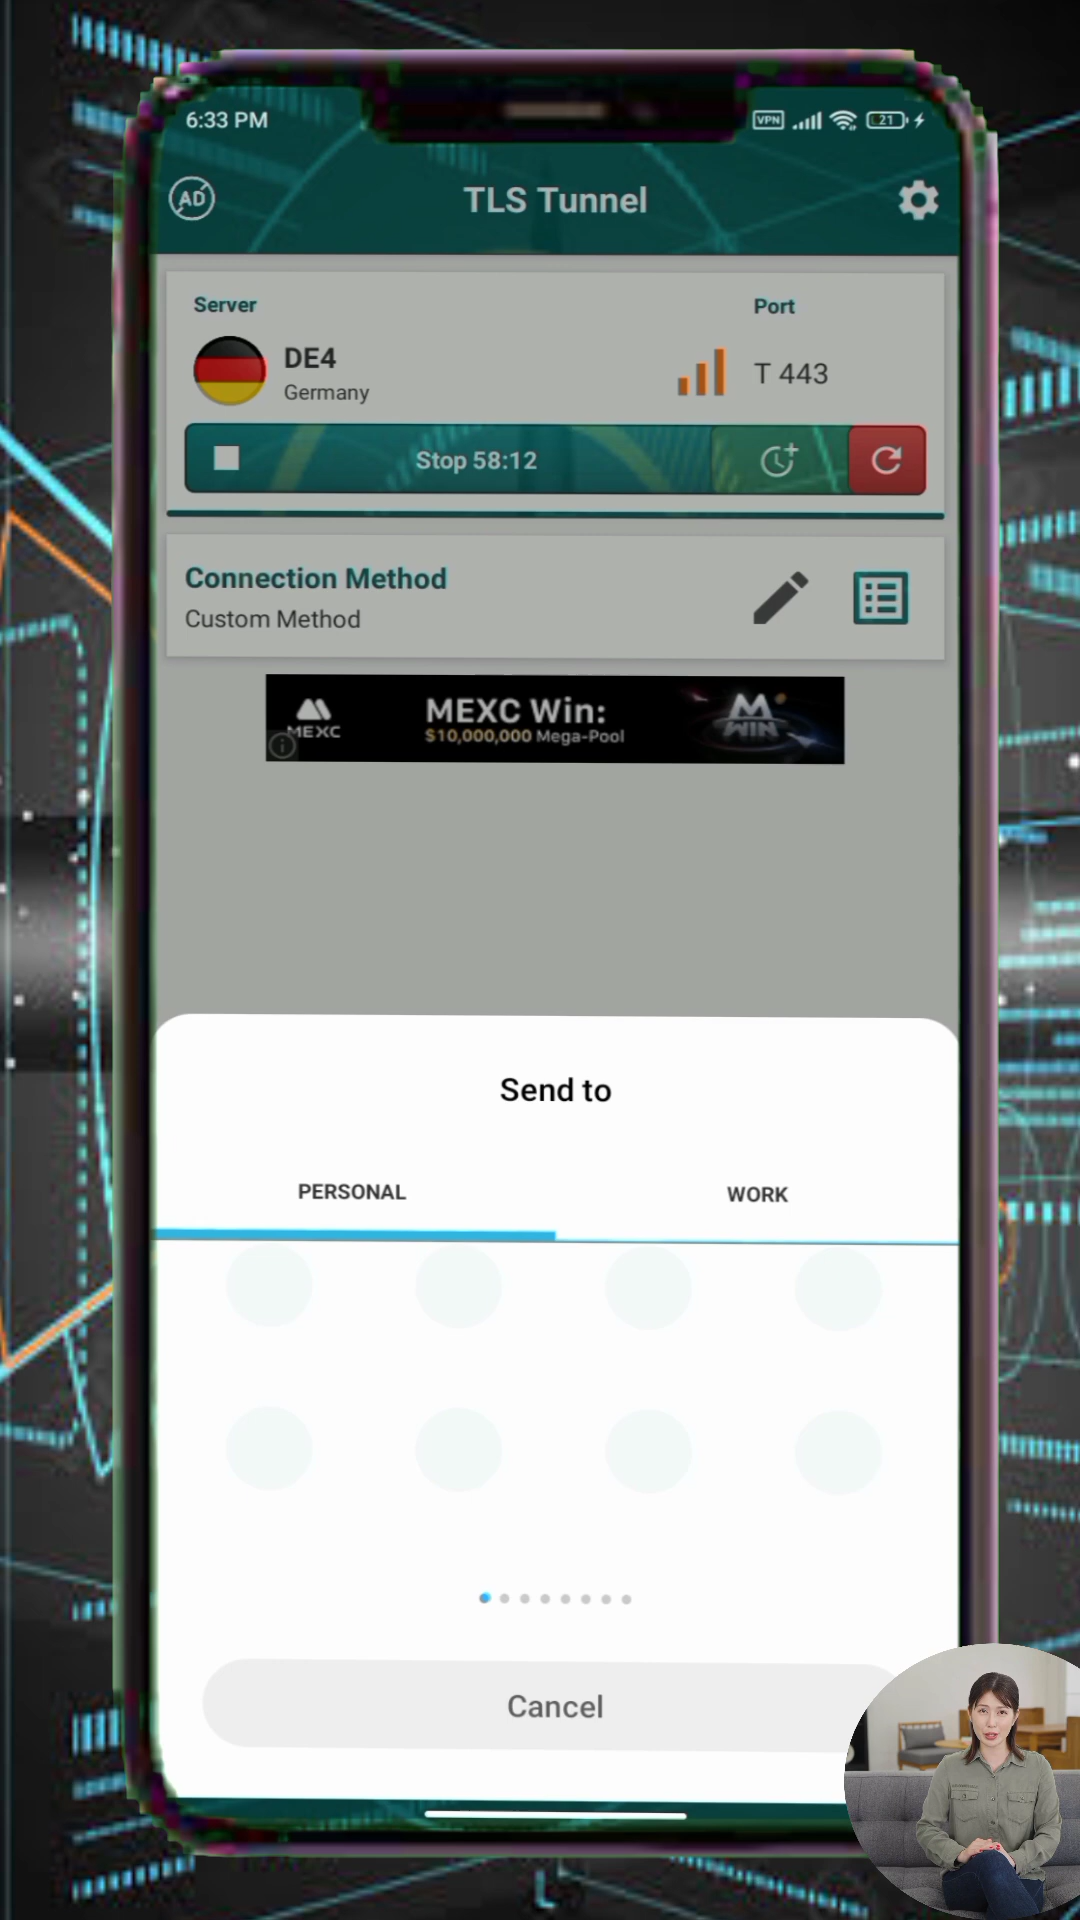 6:33 PM
VPN
21
AD
TLS Tunnel
Server
Port
DE4
Germany
T 443
Stop 58:12
Connection Method
Custom Method
MEXC
MEXC Win:
$10,000,000 Mega-Pool
M
WIN
Send to
PERSONAL
WORK
Cancel